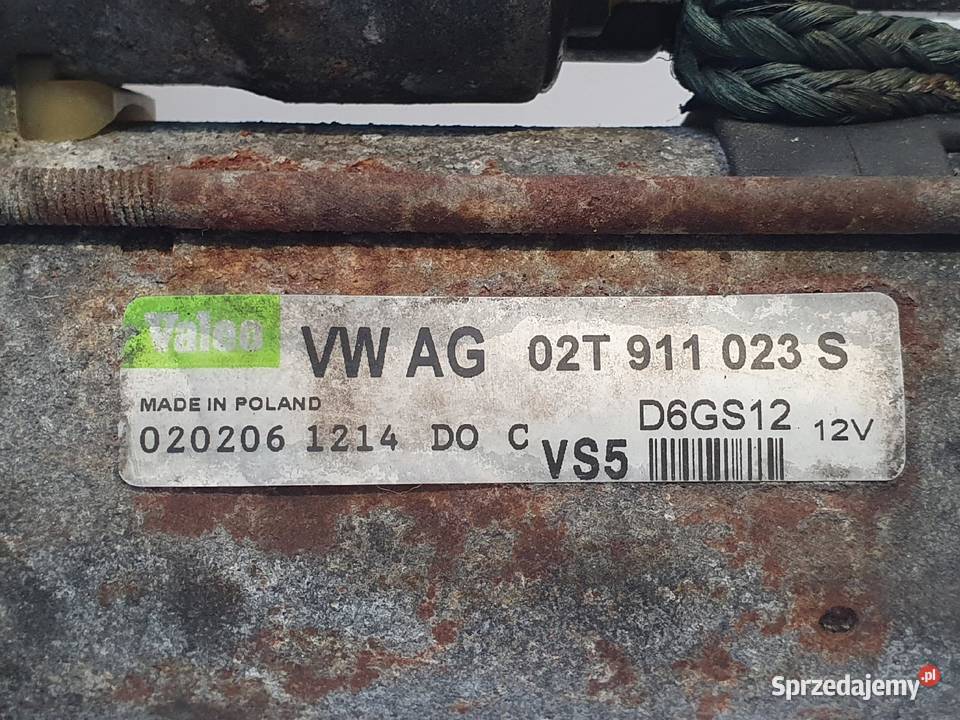 Valeo VW AG 02T 911 023 S
MADE IN POLAND D6GS12 12V
020206 1214 DO C VS5
Sprzedajemy.pl